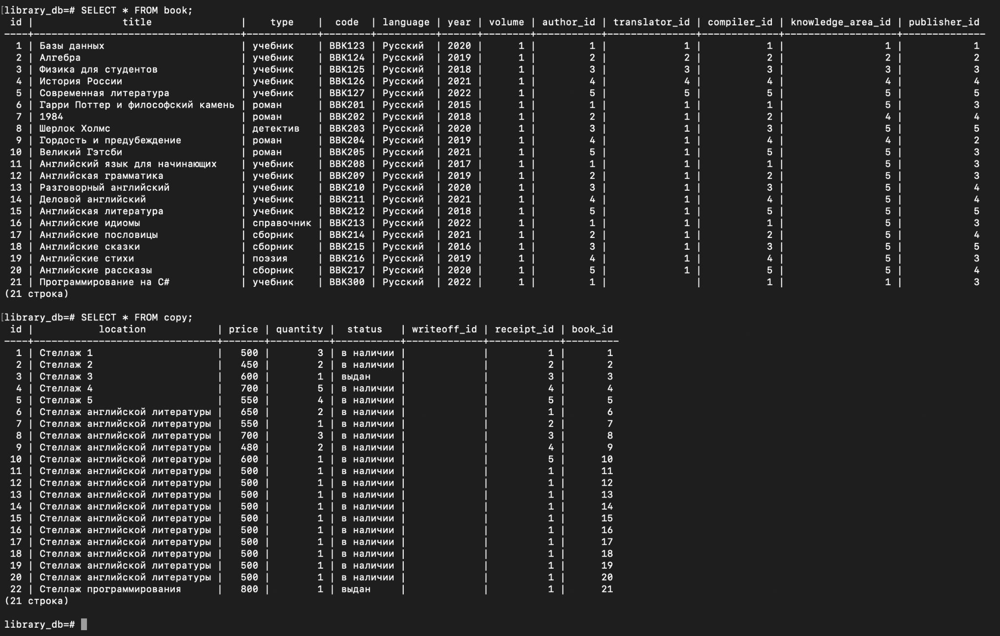 library_db=# SELECT * FROM book;
 id |               title               |    type    |  code  | language | year | volume | author_id | translator_id | compiler_id | knowledge_area_id | publisher_id
----+-----------------------------------+------------+--------+----------+------+--------+-----------+---------------+-------------+-------------------+--------------
  1 | Базы данных                       | учебник    | BBK123 | Русский  | 2020 |      1 |         1 |             1 |           1 |                 1 |            1
  2 | Алгебра                           | учебник    | BBK124 | Русский  | 2019 |      1 |         2 |             2 |           2 |                 2 |            2
  3 | Физика для студентов              | учебник    | BBK125 | Русский  | 2018 |      1 |         3 |             3 |           3 |                 3 |            3
  4 | История России                    | учебник    | BBK126 | Русский  | 2021 |      1 |         4 |             4 |           4 |                 4 |            4
  5 | Современная литература            | учебник    | BBK127 | Русский  | 2022 |      1 |         5 |             5 |           5 |                 5 |            5
  6 | Гарри Поттер и философский камень | роман      | BBK201 | Русский  | 2015 |      1 |         1 |             1 |           1 |                 5 |            3
  7 | 1984                              | роман      | BBK202 | Русский  | 2018 |      1 |         2 |             1 |           2 |                 4 |            4
  8 | Шерлок Холмс                      | детектив   | BBK203 | Русский  | 2020 |      1 |         3 |             1 |           3 |                 5 |            5
  9 | Гордость и предубеждение          | роман      | BBK204 | Русский  | 2019 |      1 |         4 |             1 |           4 |                 4 |            2
 10 | Великий Гэтсби                    | роман      | BBK205 | Русский  | 2021 |      1 |         5 |             1 |           5 |                 5 |            3
 11 | Английский язык для начинающих    | учебник    | BBK208 | Русский  | 2017 |      1 |         1 |             1 |           1 |                 5 |            3
 12 | Английская грамматика             | учебник    | BBK209 | Русский  | 2019 |      1 |         2 |             1 |           2 |                 5 |            3
 13 | Разговорный английский            | учебник    | BBK210 | Русский  | 2020 |      1 |         3 |             1 |           3 |                 5 |            4
 14 | Деловой английский                | учебник    | BBK211 | Русский  | 2021 |      1 |         4 |             1 |           4 |                 5 |            4
 15 | Английская литература             | учебник    | BBK212 | Русский  | 2018 |      1 |         5 |             1 |           5 |                 5 |            5
 16 | Английские идиомы                 | справочник | BBK213 | Русский  | 2022 |      1 |         1 |             1 |           1 |                 5 |            3
 17 | Английские пословицы              | сборник    | BBK214 | Русский  | 2021 |      1 |         2 |             1 |           2 |                 5 |            4
 18 | Английские сказки                 | сборник    | BBK215 | Русский  | 2016 |      1 |         3 |             1 |           3 |                 5 |            5
 19 | Английские стихи                  | поэзия     | BBK216 | Русский  | 2019 |      1 |         4 |             1 |           4 |                 5 |            3
 20 | Английские рассказы               | сборник    | BBK217 | Русский  | 2020 |      1 |         5 |             1 |           5 |                 5 |            4
 21 | Программирование на C#            | учебник    | BBK300 | Русский  | 2022 |      1 |         1 |               |           1 |                 1 |            3
(21 строка)

library_db=# SELECT * FROM copy;
 id |           location            | price | quantity |  status   | writeoff_id | receipt_id | book_id
----+-------------------------------+-------+----------+-----------+-------------+------------+---------
  1 | Стеллаж 1                     |   500 |        3 | в наличии |             |          1 |       1
  2 | Стеллаж 2                     |   450 |        2 | в наличии |             |          2 |       2
  3 | Стеллаж 3                     |   600 |        1 | выдан     |             |          3 |       3
  4 | Стеллаж 4                     |   700 |        5 | в наличии |             |          4 |       4
  5 | Стеллаж 5                     |   550 |        4 | в наличии |             |          5 |       5
  6 | Стеллаж английской литературы |   650 |        2 | в наличии |             |          1 |       6
  7 | Стеллаж английской литературы |   550 |        1 | в наличии |             |          2 |       7
  8 | Стеллаж английской литературы |   700 |        3 | в наличии |             |          3 |       8
  9 | Стеллаж английской литературы |   480 |        2 | в наличии |             |          4 |       9
 10 | Стеллаж английской литературы |   600 |        1 | в наличии |             |          5 |      10
 11 | Стеллаж английской литературы |   500 |        1 | в наличии |             |          1 |      11
 12 | Стеллаж английской литературы |   500 |        1 | в наличии |             |          1 |      12
 13 | Стеллаж английской литературы |   500 |        1 | в наличии |             |          1 |      13
 14 | Стеллаж английской литературы |   500 |        1 | в наличии |             |          1 |      14
 15 | Стеллаж английской литературы |   500 |        1 | в наличии |             |          1 |      15
 16 | Стеллаж английской литературы |   500 |        1 | в наличии |             |          1 |      16
 17 | Стеллаж английской литературы |   500 |        1 | в наличии |             |          1 |      17
 18 | Стеллаж английской литературы |   500 |        1 | в наличии |             |          1 |      18
 19 | Стеллаж английской литературы |   500 |        1 | в наличии |             |          1 |      19
 20 | Стеллаж английской литературы |   500 |        1 | в наличии |             |          1 |      20
 22 | Стеллаж программирования      |   800 |        1 | выдан     |             |          1 |      21
(21 строка)

library_db=#